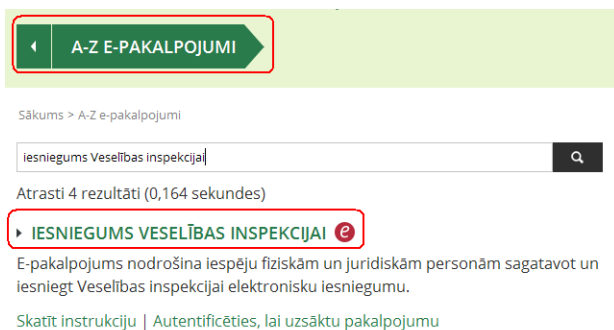 A-Z E-PAKALPOJUMI
Sākums > A-Z e-pakalpojumi
iesniegums Veselības inspekcijai
Atrasti 4 rezultāti (0,164 sekundes)
IESNIEGUMS VESELĪBAS INSPEKCIJAI e
E-pakalpojums nodrošina iespēju fiziskām un juridiskām personām sagatavot un
iesniegt Veselības inspekcijai elektronisku iesniegumu.
Skatīt instrukciju | Autentificēties, lai uzsāktu pakalpojumu